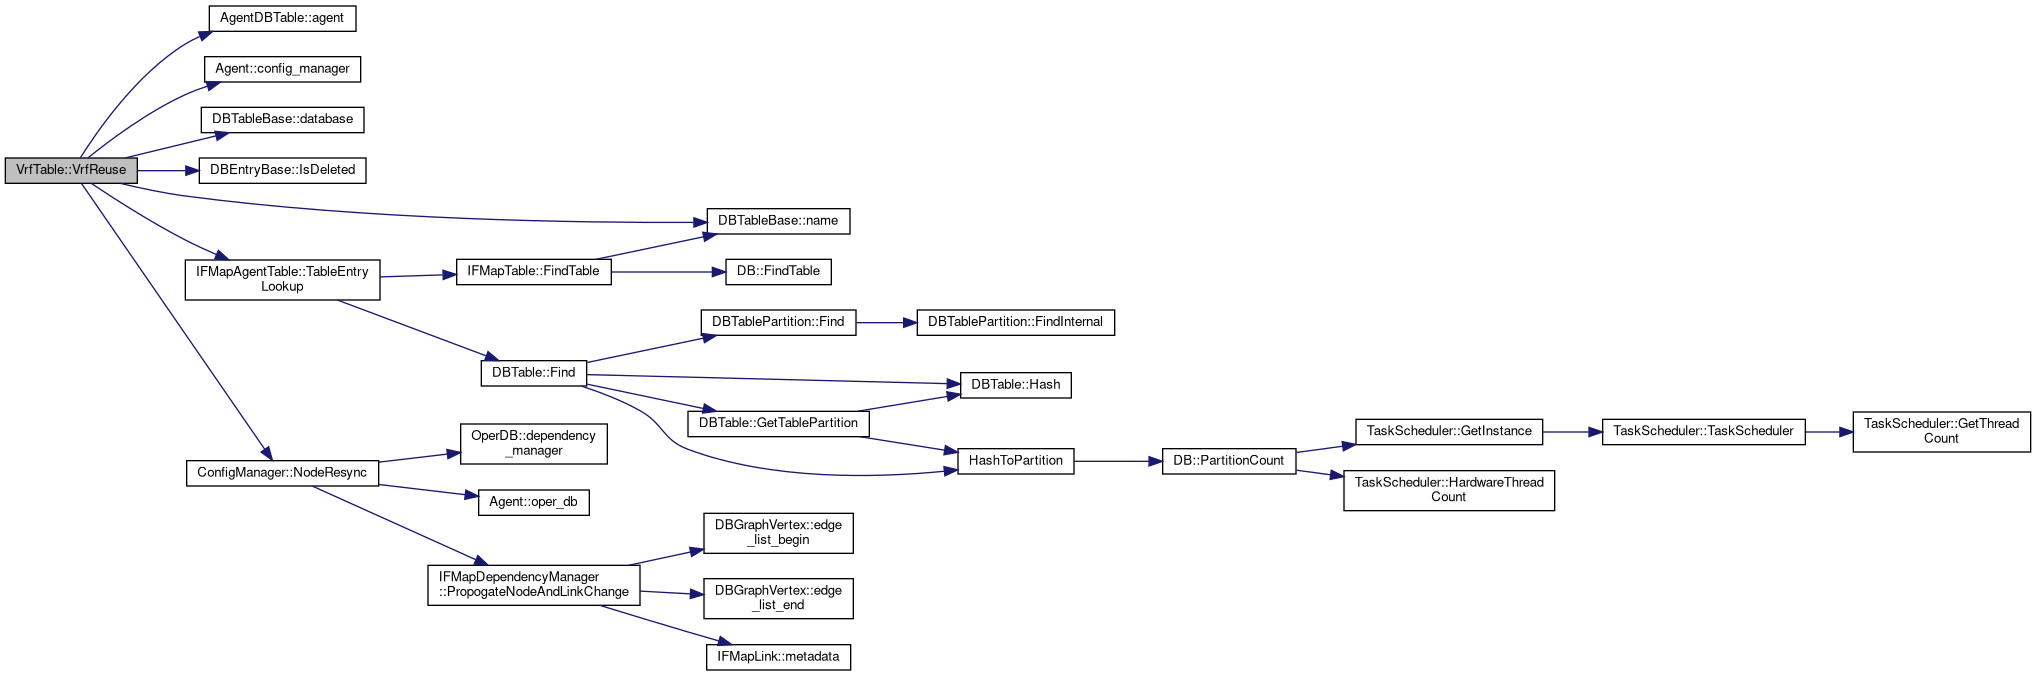 AgentDBTable::agent
Agent::config_manager
DBTableBase::database
VrfTable::VrfReuse
DBEntryBase::IsDeleted
DBTableBase::name
IFMapAgentTable::TableEntry
Lookup
IFMapTable::FindTable
DB::FindTable
DBTablePartition::Find
DBTablePartition::FindInternal
DBTable::Find
DBTable::Hash
DBTable::GetTablePartition
TaskScheduler::GetInstance
TaskScheduler::TaskScheduler
TaskScheduler::GetThread
Count
OperDB::dependency
_manager
HashToPartition
DB::PartitionCount
ConfigManager::NodeResync
TaskScheduler::HardwareThread
Count
Agent::oper_db
DBGraphVertex::edge
_list_begin
IFMapDependencyManager
::PropogateNodeAndLinkChange
DBGraphVertex::edge
_list_end
IFMapLink::metadata